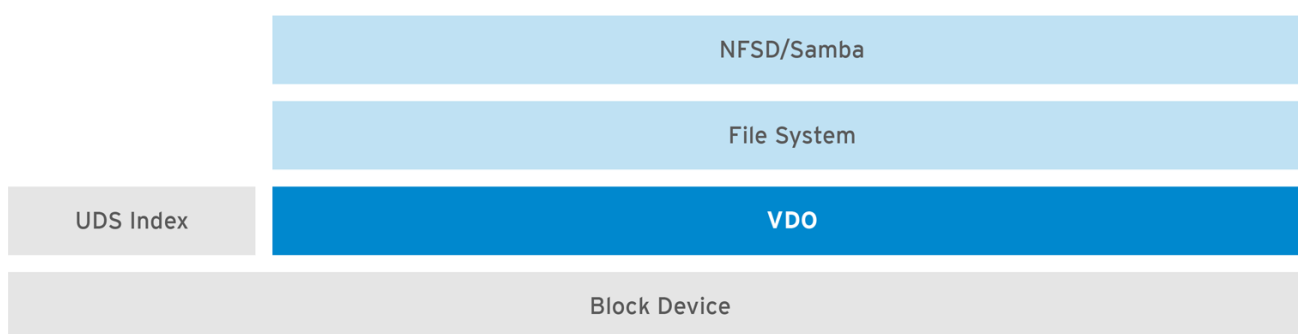 NFSD/Samba
File System
UDS Index
VDO
Block Device